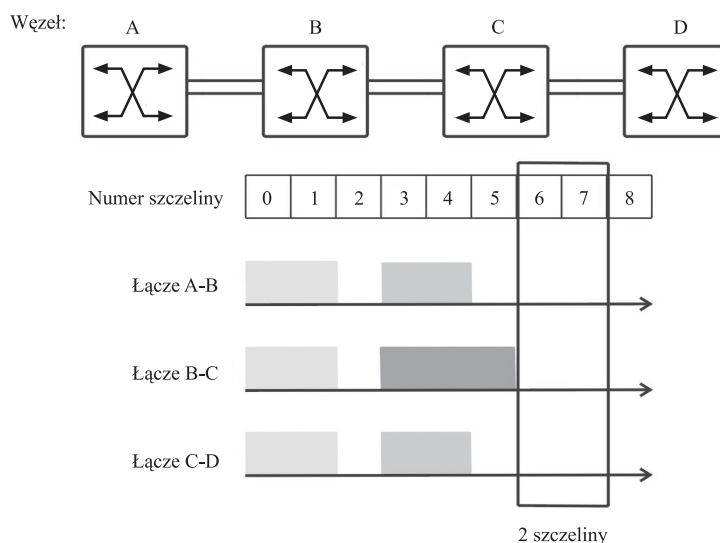 Węzeł: A B C D
Numer szczeliny 0 1 2 3 4 5 6 7 8
Łącze A-B
Łącze B-C
Łącze C-D
2 szczeliny